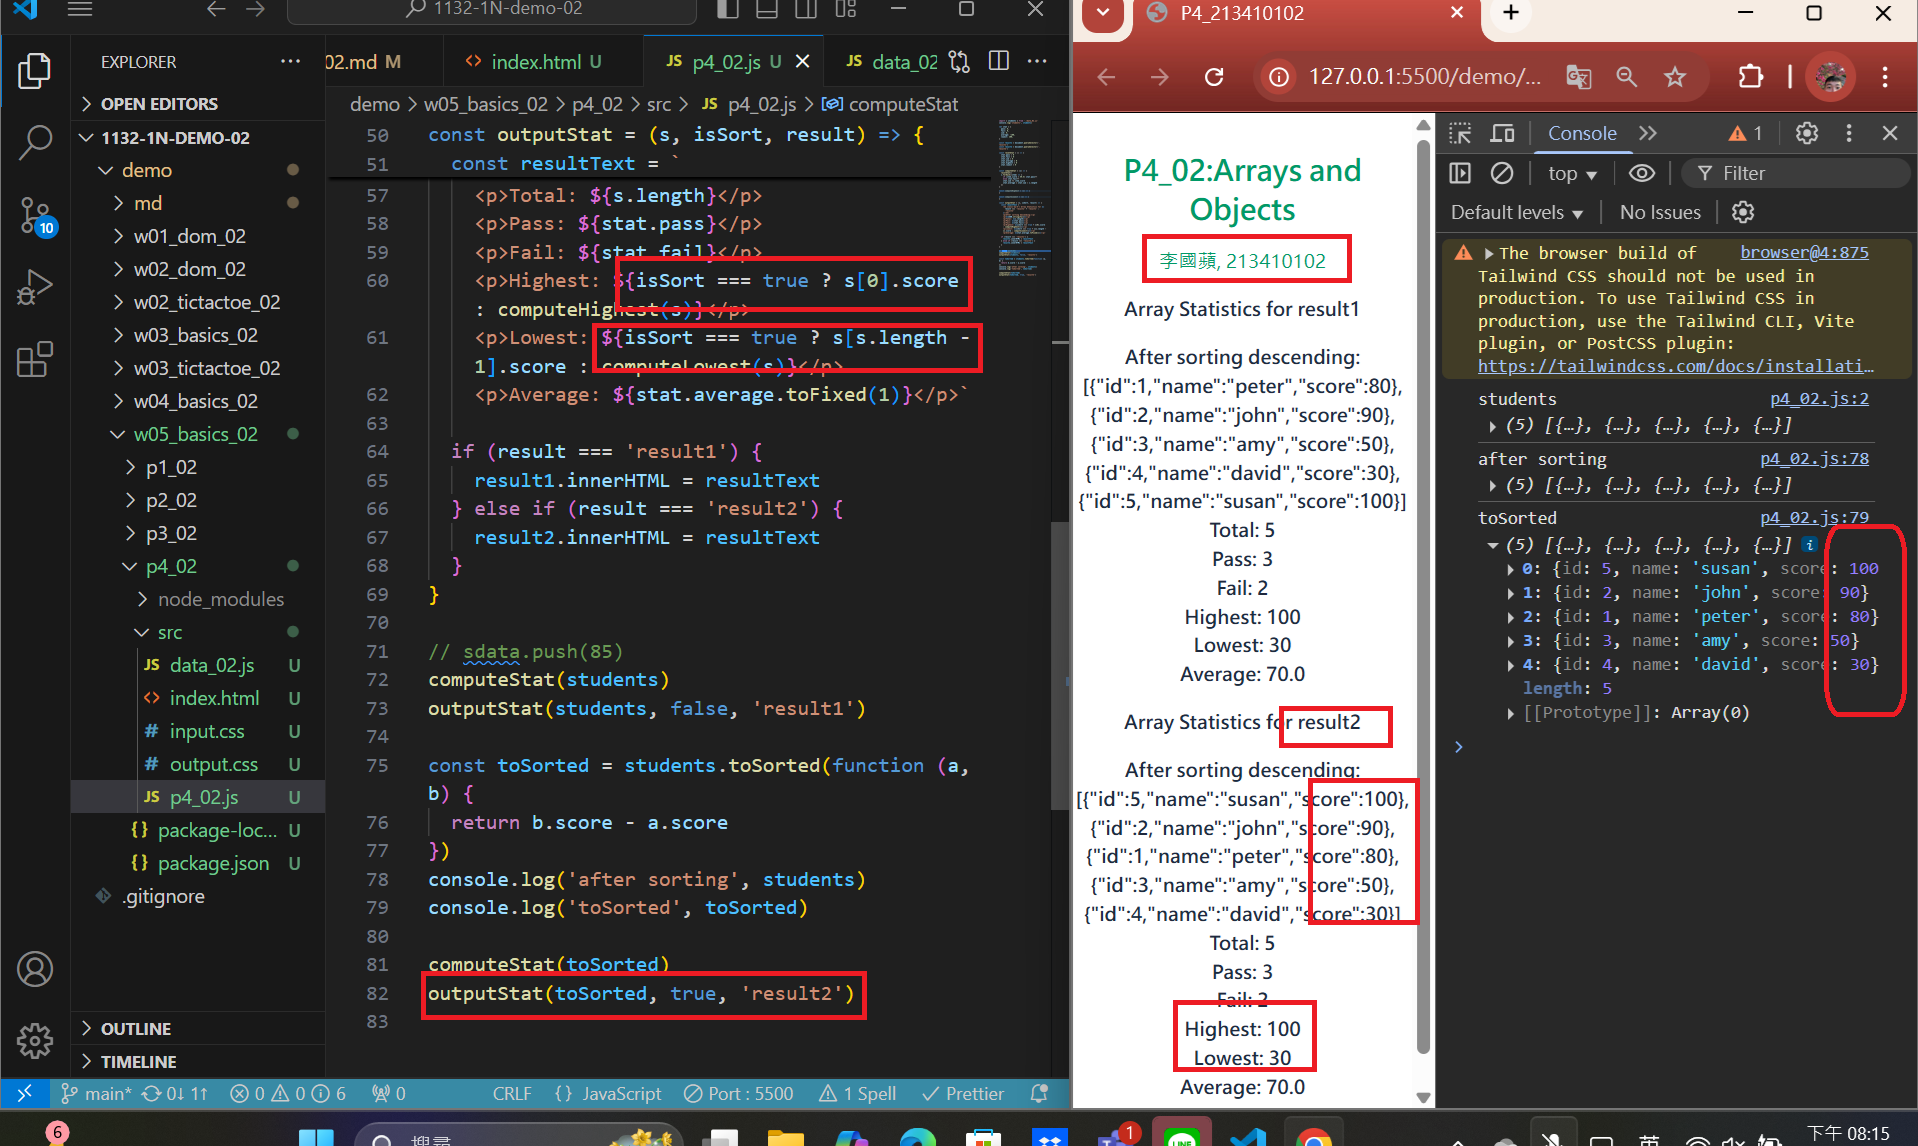 1132-1N-demo-02
EXPLORER
OPEN EDITORS
1132-1N-DEMO-02
demo
md
w01_dom_02
w02_dom_02
w02_tictactoe_02
w03_basics_02
w03_tictactoe_02
w04_basics_02
w05_basics_02
p1_02
p2_02
p3_02
p4_02
node_modules
src
JS data_02.js U
<> index.html U
# input.css U
# output.css U
JS p4_02.js U
{} package-loc... U
{} package.json U
.gitignore
OUTLINE
TIMELINE
10
02.md M
<> index.html U
JS p4_02.js U
JS data_02
demo > w05_basics_02 > p4_02 > src > JS p4_02.js > computeStat
50 const outputStat = (s, isSort, result) => {
51 const resultText = `
57 <p>Total: ${s.length}</p>
58 <p>Pass: ${stat.pass}</p>
59 <p>Fail: ${stat.fail}</p>
60 <p>Highest: ${isSort === true ? s[0].score
: computeHighest(s)}</p>
61 <p>Lowest: ${isSort === true ? s[s.length -
1].score : computeLowest(s)}</p>
62 <p>Average: ${stat.average.toFixed(1)}</p>`
63
64 if (result === 'result1') {
65 result1.innerHTML = resultText
66 } else if (result === 'result2') {
67 result2.innerHTML = resultText
68 }
69 }
70
71 // sdata.push(85)
72 computeStat(students)
73 outputStat(students, false, 'result1')
74
75 const toSorted = students.toSorted(function (a,
b) {
76 return b.score - a.score
77 })
78 console.log('after sorting', students)
79 console.log('toSorted', toSorted)
80
81 computeStat(toSorted)
82 outputStat(toSorted, true, 'result2')
83
main* 0↓ 1↑ 0 0 6 0 CRLF {} JavaScript Port : 5500 1 Spell Prettier
P4_213410102
127.0.0.1:5500/demo/...
P4_02:Arrays and
Objects
李國蘋, 213410102
Array Statistics for result1
After sorting descending:
[{"id":1,"name":"peter","score":80},
{"id":2,"name":"john","score":90},
{"id":3,"name":"amy","score":50},
{"id":4,"name":"david","score":30},
{"id":5,"name":"susan","score":100}]
Total: 5
Pass: 3
Fail: 2
Highest: 100
Lowest: 30
Average: 70.0
Array Statistics for result2
After sorting descending:
[{"id":5,"name":"susan","score":100},
{"id":2,"name":"john","score":90},
{"id":1,"name":"peter","score":80},
{"id":3,"name":"amy","score":50},
{"id":4,"name":"david","score":30}]
Total: 5
Pass: 3
Fail: 2
Highest: 100
Lowest: 30
Average: 70.0
Console 1
top Filter
Default levels No Issues
The browser build of browser@4:875
Tailwind CSS should not be used in
production. To use Tailwind CSS in
production, use the Tailwind CLI, Vite
plugin, or PostCSS plugin:
https://tailwindcss.com/docs/installati…
students p4_02.js:2
(5) [{…}, {…}, {…}, {…}, {…}]
after sorting p4_02.js:78
(5) [{…}, {…}, {…}, {…}, {…}]
toSorted p4_02.js:79
(5) [{…}, {…}, {…}, {…}, {…}] i
0: {id: 5, name: 'susan', score: 100
1: {id: 2, name: 'john', score: 90}
2: {id: 1, name: 'peter', score: 80}
3: {id: 3, name: 'amy', score: 50}
4: {id: 4, name: 'david', score: 30}
length: 5
[[Prototype]]: Array(0)
6
搜尋
1
LINE
英
下午 08:15